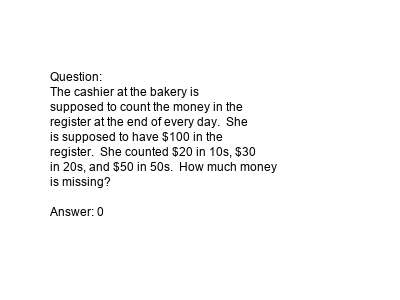 Question:
The cashier at the bakery is
supposed to count the money in the
register at the end of every day.  She
is supposed to have $100 in the
register.  She counted $20 in 10s, $30
in 20s, and $50 in 50s.  How much money
is missing?

Answer: 0